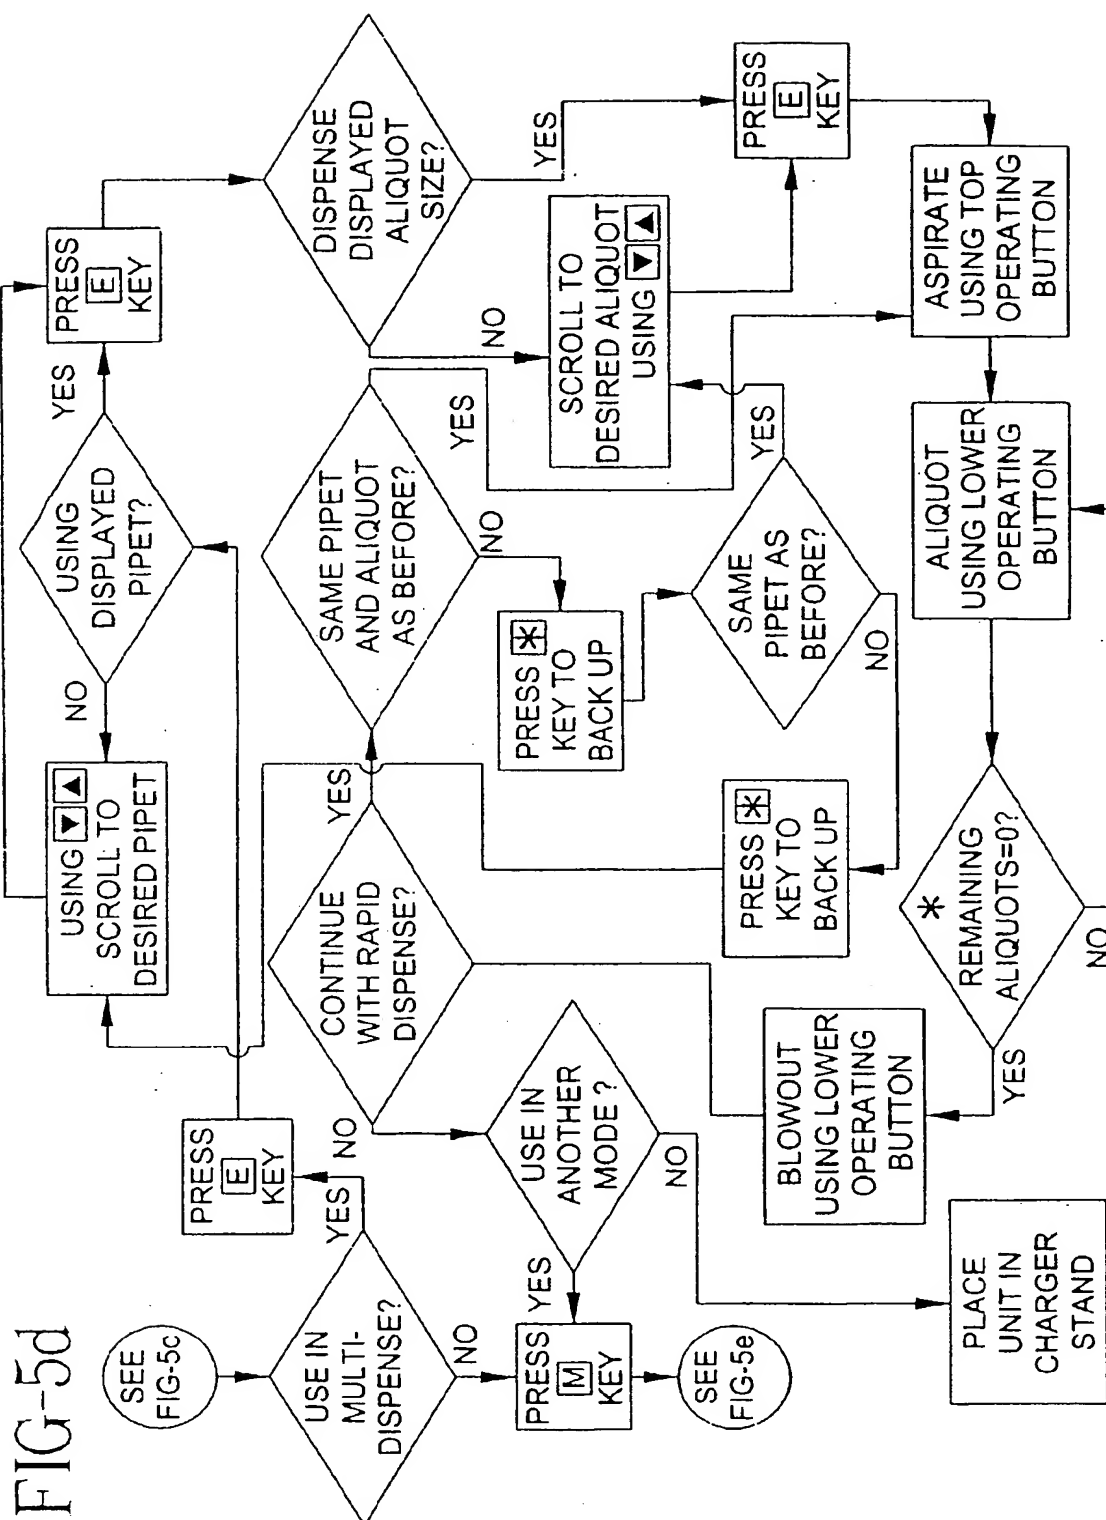 FIG-5d
SEE
FIG-5c
USE IN
MULTI-
DISPENSE?
YES
NO
PRESS
E
KEY
PRESS
M
KEY
SEE
FIG-5e
USING ▼ ▲
SCROLL TO
DESIRED PIPET
NO
USING
DISPLAYED
PIPET?
YES
PRESS
E
KEY
CONTINUE
WITH RAPID
DISPENSE?
YES
NO
USE IN
ANOTHER
MODE ?
YES
NO
PLACE
UNIT IN
CHARGER
STAND
SAME PIPET
AND ALIQUOT
AS BEFORE?
YES
NO
PRESS *
KEY TO
BACK UP
SAME
PIPET AS
BEFORE?
YES
NO
PRESS *
KEY TO
BACK UP
DISPENSE
DISPLAYED
ALIQUOT
SIZE?
YES
NO
SCROLL TO
DESIRED ALIQUOT
USING ▼ ▲
PRESS
E
KEY
ASPIRATE
USING TOP
OPERATING
BUTTON
ALIQUOT
USING LOWER
OPERATING
BUTTON
*
REMAINING
ALIQUOTS=0?
YES
NO
BLOWOUT
USING LOWER
OPERATING
BUTTON